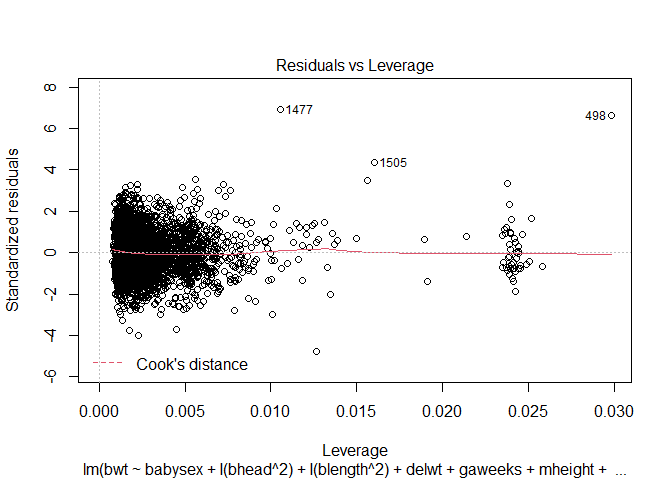 Residuals vs Leverage
8
6
4
2
0
-2
-4
-6
Standardized residuals
1477
498
1505
Cook's distance
0.000 0.005 0.010 0.015 0.020 0.025 0.030
Leverage
lm(bwt ~ babysex + I(bhead^2) + I(blength^2) + delwt + gaweeks + mheight + ...